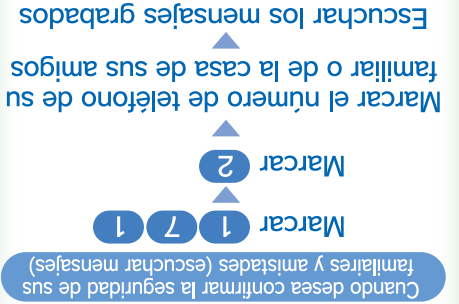 Cuando desea confirmar la seguridad de sus
familiaires y amistades (escuchar mensajes)
Marcar 1 7 1
Marcar 2
Marcar el número de teléfono de su
familiar o de la casa de sus amigos
Escuchar los mensajes grabados